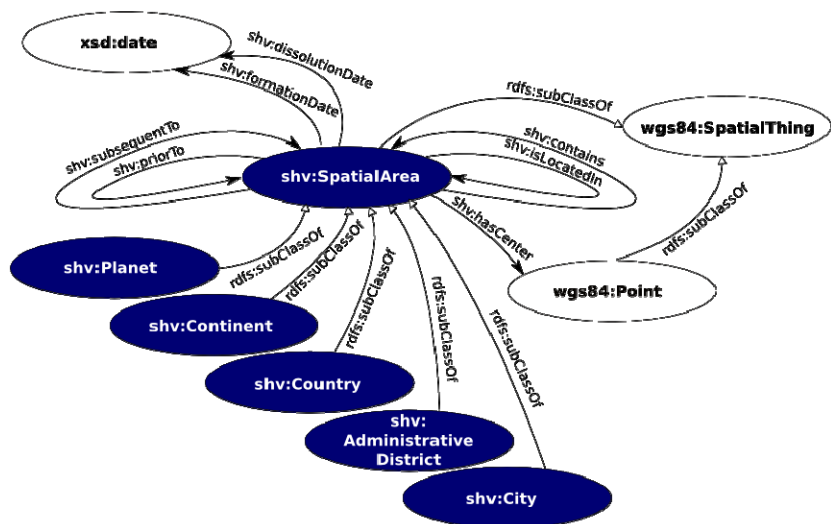 xsd:date
shv:dissolutionDate
shv:formationDate
rdfs:subClassOf
wgs84:SpatialThing
shv:subsequentTo
shv:priorTo
shv:contains
shv:isLocatedIn
shv:SpatialArea
shv:hasCenter
rdfs:subClassOf
shv:Planet
rdfs:subClassOf
rdfs:subClassOf
wgs84:Point
shv:Continent
rdfs:subClassOf
rdfs:subClassOf
rdfs:subClassOf
shv:Country
shv:
Administrative
District
shv:City